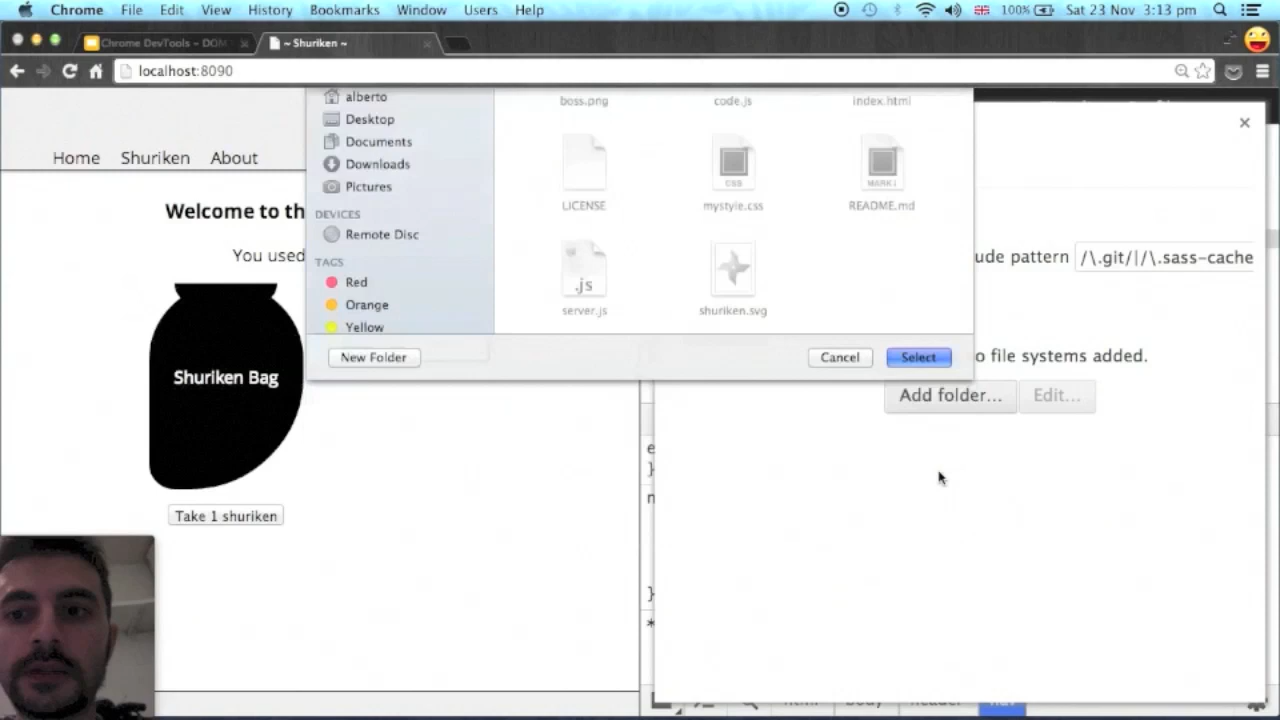 Chrome File Edit View History Bookmarks Window Users Help 100% Sat 23 Nov 3:13 pm
Chrome DevTools – DOM ~ Shuriken ~
localhost:8090
alberto
Desktop
Documents
Downloads
Pictures
DEVICES
Remote Disc
TAGS
Red
Orange
Yellow
boss.png code.js index.html
LICENSE mystyle.css README.md
CSS
server.js shuriken.svg
.js
New Folder Cancel Select
Home Shuriken About
Welcome to th
You used
Shuriken Bag
Take 1 shuriken
ude pattern /\.git/|/\.sass-cache
o file systems added.
Add folder... Edit...
e
}
n
}
*